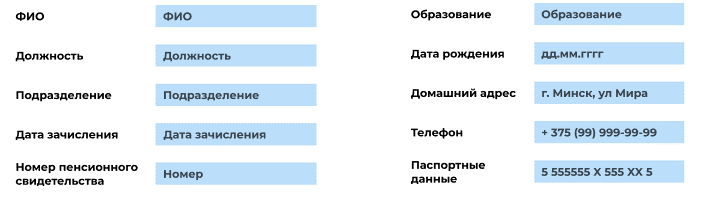 ФИО ФИО
Должность Должность
Подразделение Подразделение
Дата зачисления Дата зачисления
Номер пенсионного
свидетельства Номер
Образование Образование
Дата рождения дд.мм.гггг
Домашний адрес г. Минск, ул Мира
Телефон + 375 (99) 999-99-99
Паспортные
данные 5 555555 X 555 XX 5